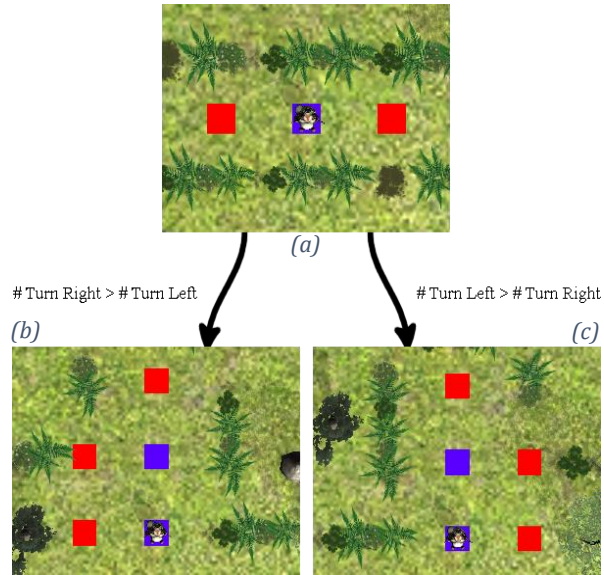 (a)
# Turn Right > # Turn Left
# Turn Left > # Turn Right
(b)
(c)